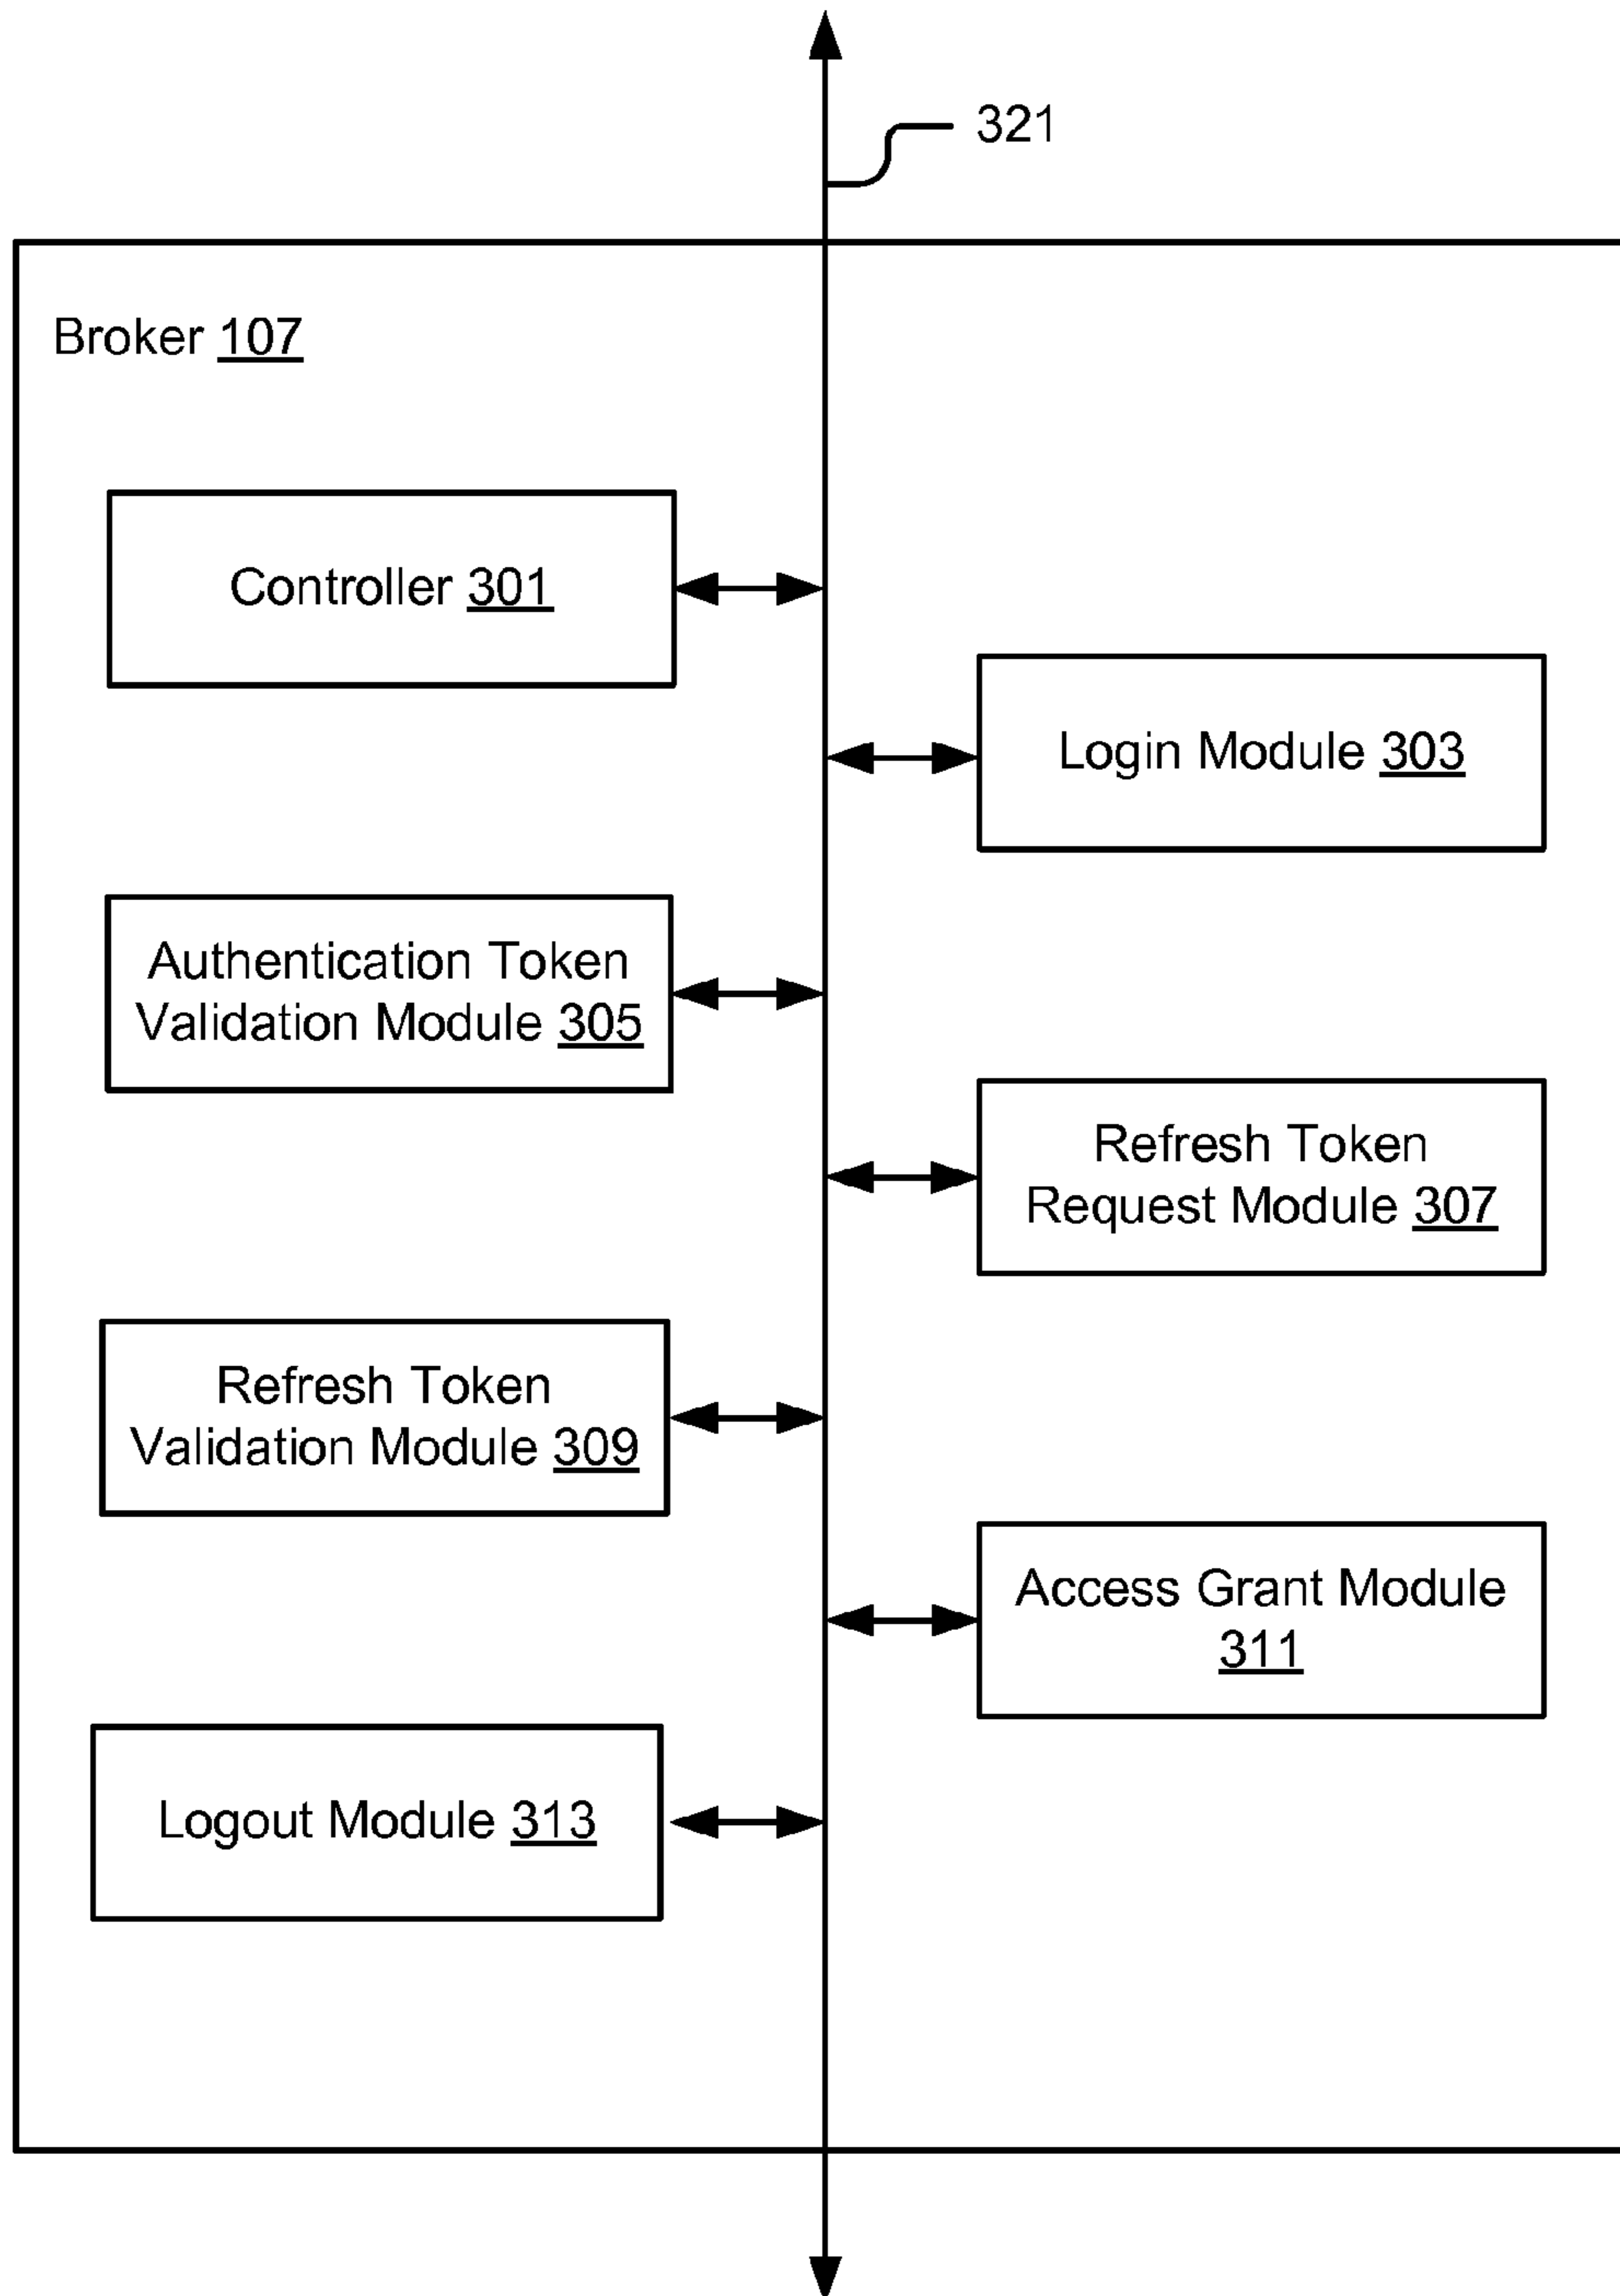 321
Broker 107
Controller 301
Login Module 303
Authentication Token
Validation Module 305
Refresh Token
Request Module 307
Refresh Token
Validation Module 309
Access Grant Module
311
Logout Module 313